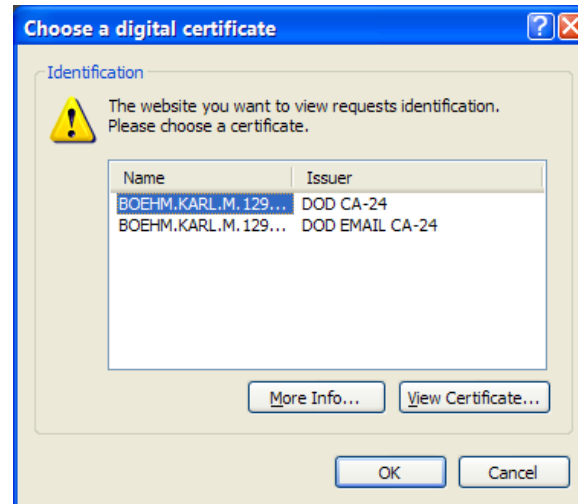 Choose a digital certificate
Identification
The website you want to view requests identification.
Please choose a certificate.
Name Issuer
BOEHM.KARL.M.129... DOD CA-24
BOEHM.KARL.M.129... DOD EMAIL CA-24
More Info... View Certificate...
OK Cancel